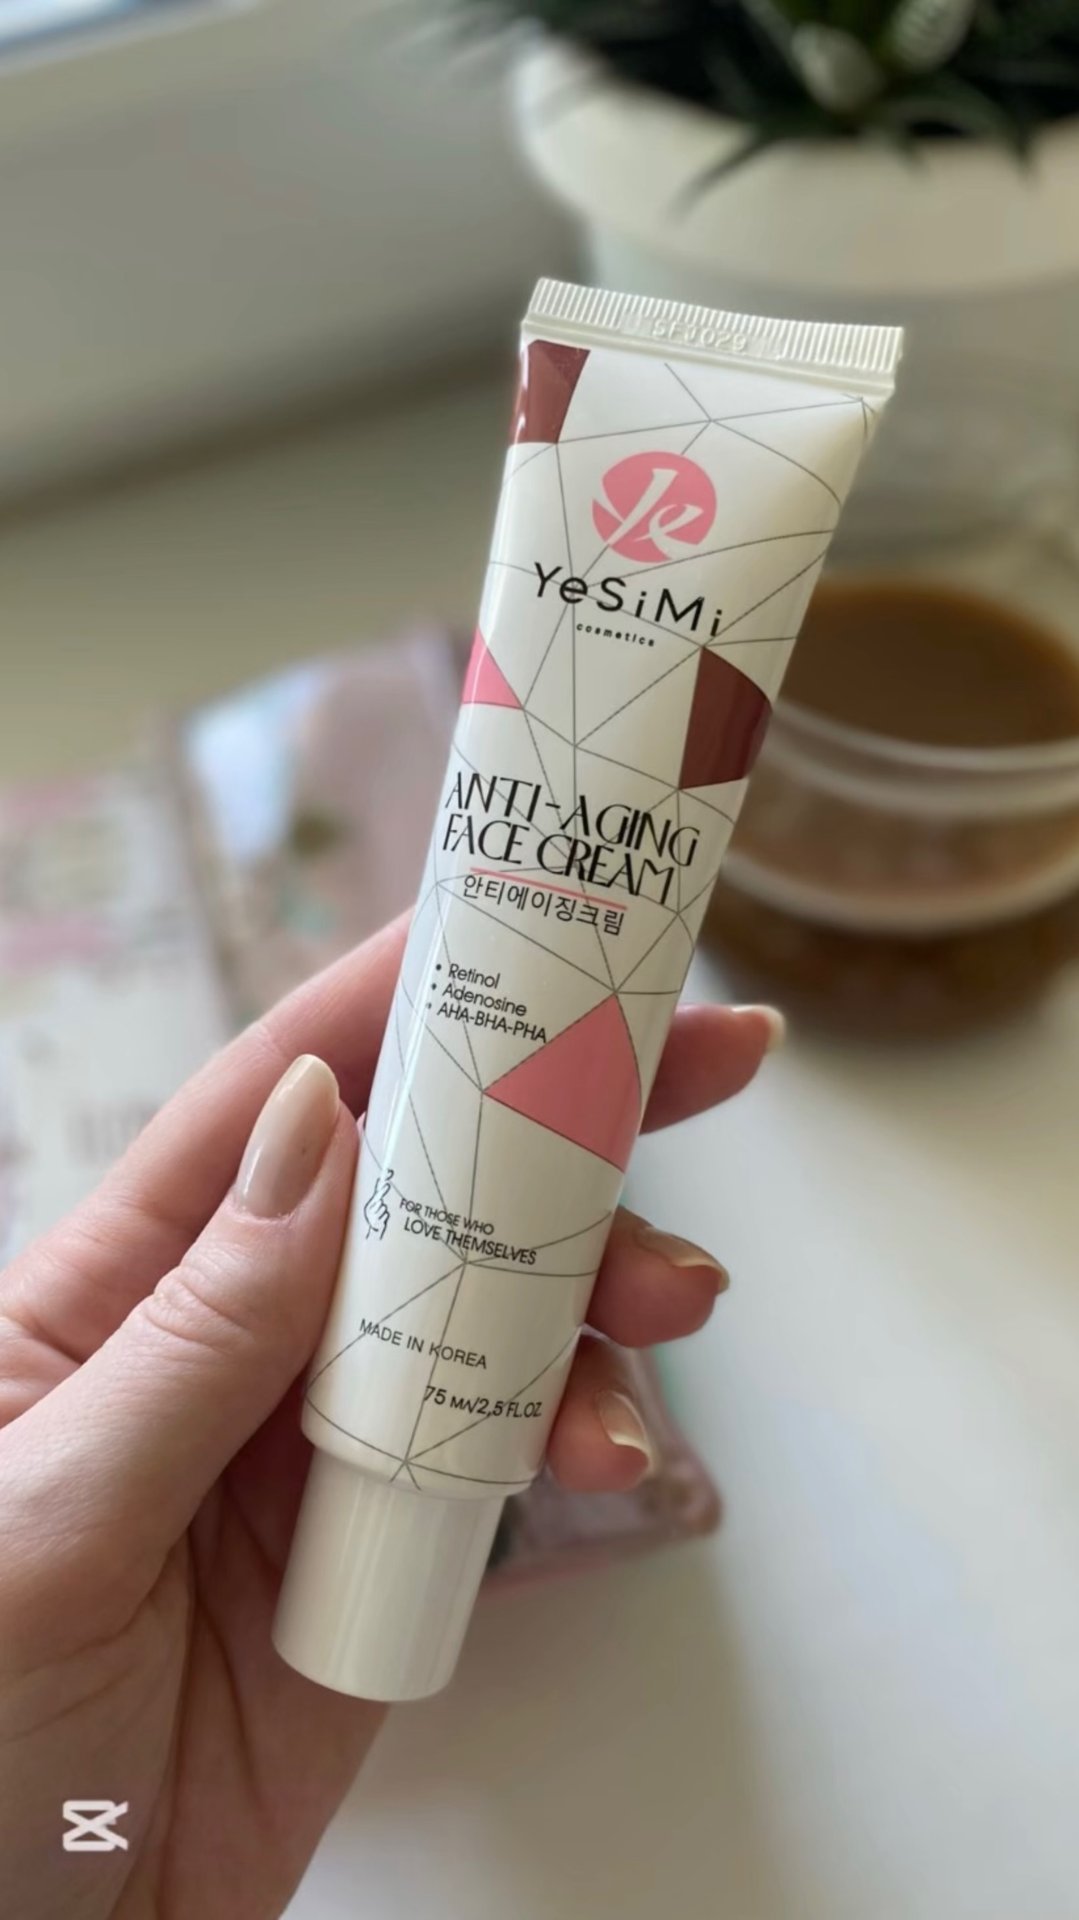 SFJ029
YeSiMi
cosmetics
ANTI-AGING
FACE CREAM
안티에이징크림
• Retinol
• Adenosine
• AHA-BHA-PHA
FOR THOSE WHO
LOVE THEMSELVES
MADE IN KOREA
75 мл/2,5 FL.OZ